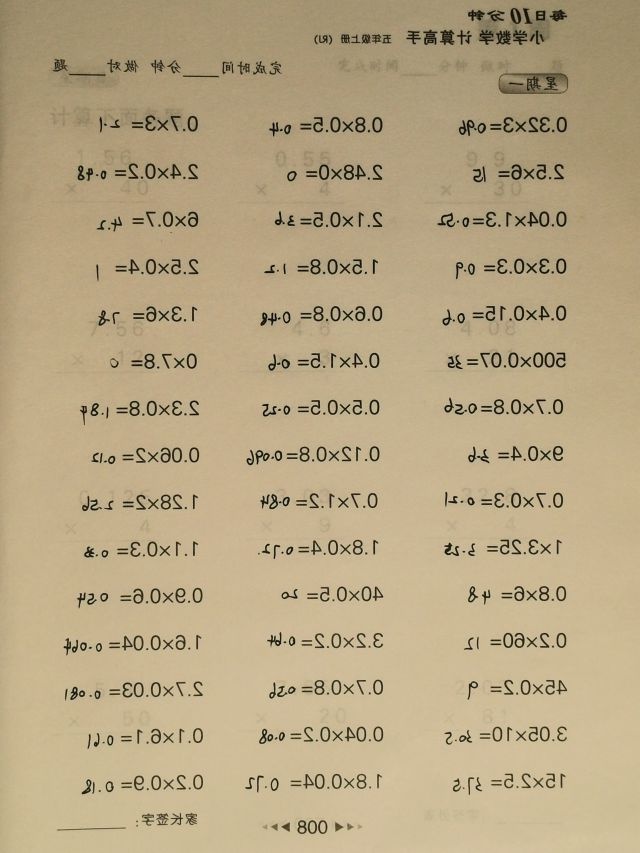 每日10分钟
小学数学 计算高手 五年级上册 (RJ)
完成时间____分钟 做对____题
星期一
0.32×3=0.96 0.8×0.5=0.4 0.7×3=2.1
2.5×6=15 2.48×0=0 2.4×0.2=0.48
0.04×1.3=0.52 2.1×0.5=3.6 6×0.7=4.2
0.3×0.3=0.9 1.5×0.8=1.2 2.5×0.4=1
0.4×0.15=0.6 0.6×0.8=0.48 1.3×6=7.8
500×0.07=35 0.4×1.5=0.6 0×7.8=0
0.7×0.8=0.56 0.5×0.5=0.25 2.3×0.8=1.84
9×0.4=3.6 0.12×0.8=0.096 0.06×2=0.12
0.7×0.3=0.21 0.7×1.2=0.84 1.28×2=2.56
1×3.25=3.25 1.8×0.4=0.72 1.1×0.3=
0.8×6=4.8 40×0.5=20 0.9×0.6=0.54
0.2×60=12 3.2×0.2=0.64 1.6×0.04=0.064
45×0.2=9 0.7×0.8=0.56 2.7×0.03=0.081
3.05×10=30.5 0.04×0.2=0.08 0.1×6.1=0.61
15×2.5=37.5 1.8×0.04=0.72 0.2×0.9=0.18
008
家长签字：______